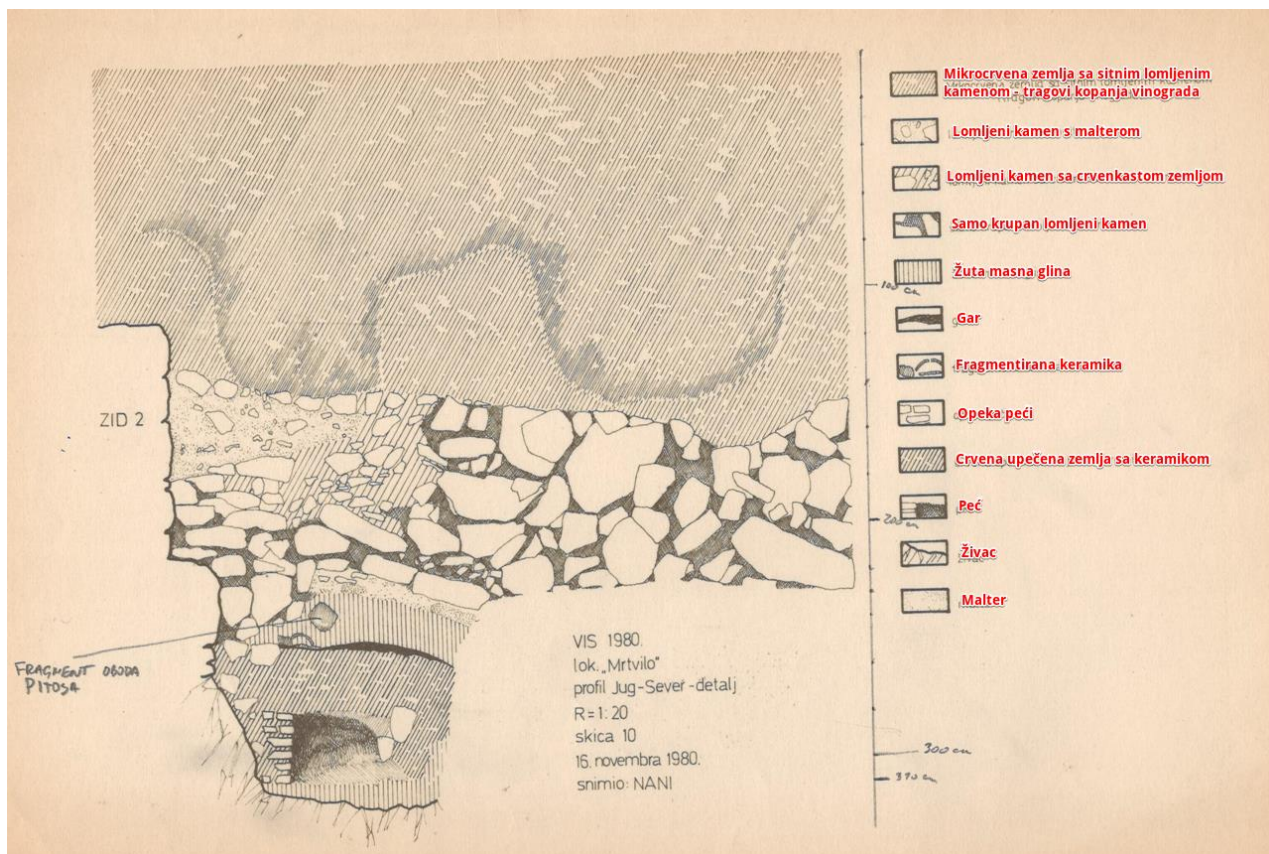 Mikrocrvena zemlja sa sitnim lomljenim
kamenom - tragovi kopanja vinograda
Lomljeni kamen s malterom
Lomljeni kamen sa crvenkastom zemljom
Samo krupan lomljeni kamen
Žuta masna glina
100 cm
Gar
Fragmentirana keramika
Opeka peći
ZID 2
Crvena upečena zemlja sa keramikom
Peć
200 cm
Živac
Malter
FRAGMENT OBODA
PITOSA
VIS 1980.
lok. „Mrtvilo"
profil Jug-Sever-detalj
R=1:20
skica 10
16. novembra 1980.
snimio: NANI
300 cm
310 cm